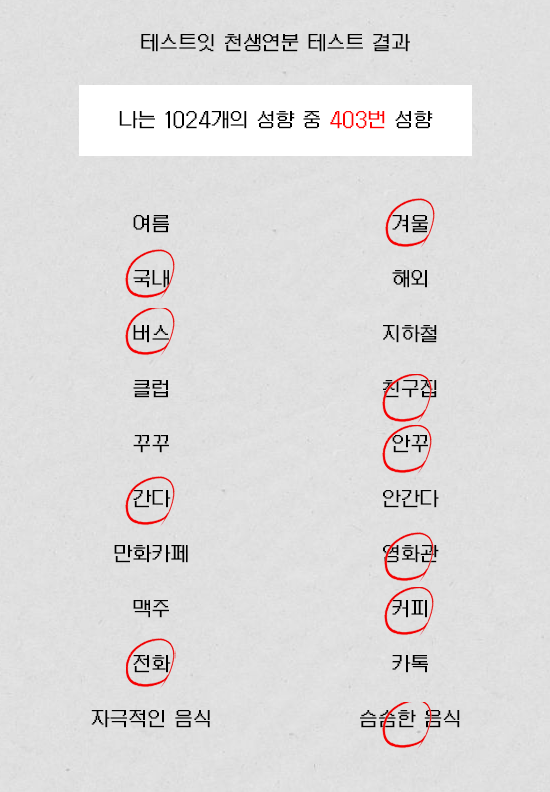 테스트잇 천생연분 테스트 결과
나는 1024개의 성향 중 403번 성향
여름 겨울
국내 해외
버스 지하철
클럽 친구집
꾸꾸 안꾸
간다 안간다
만화카페 영화관
맥주 커피
전화 카톡
자극적인 음식 슴슴한 음식